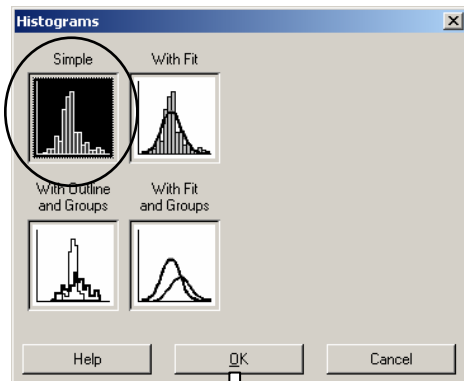 Histograms
Simple With Fit
With Outline
and Groups With Fit
and Groups
Help OK Cancel